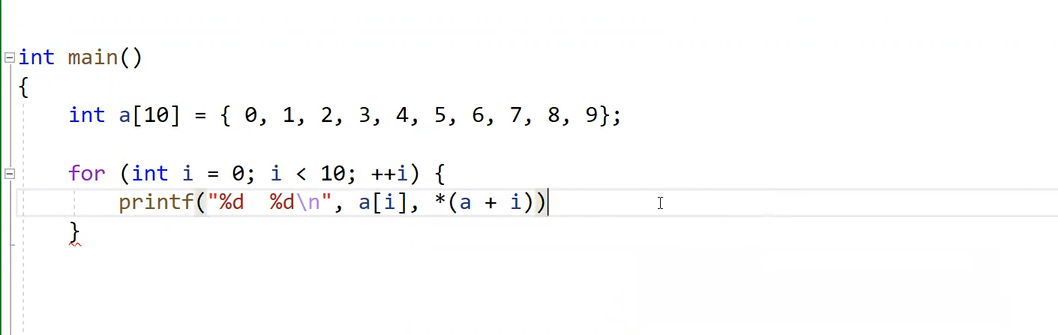 int main()
{
    int a[10] = { 0, 1, 2, 3, 4, 5, 6, 7, 8, 9};
    for (int i = 0; i < 10; ++i) {
        printf("%d  %d\n", a[i], *(a + i))
    }